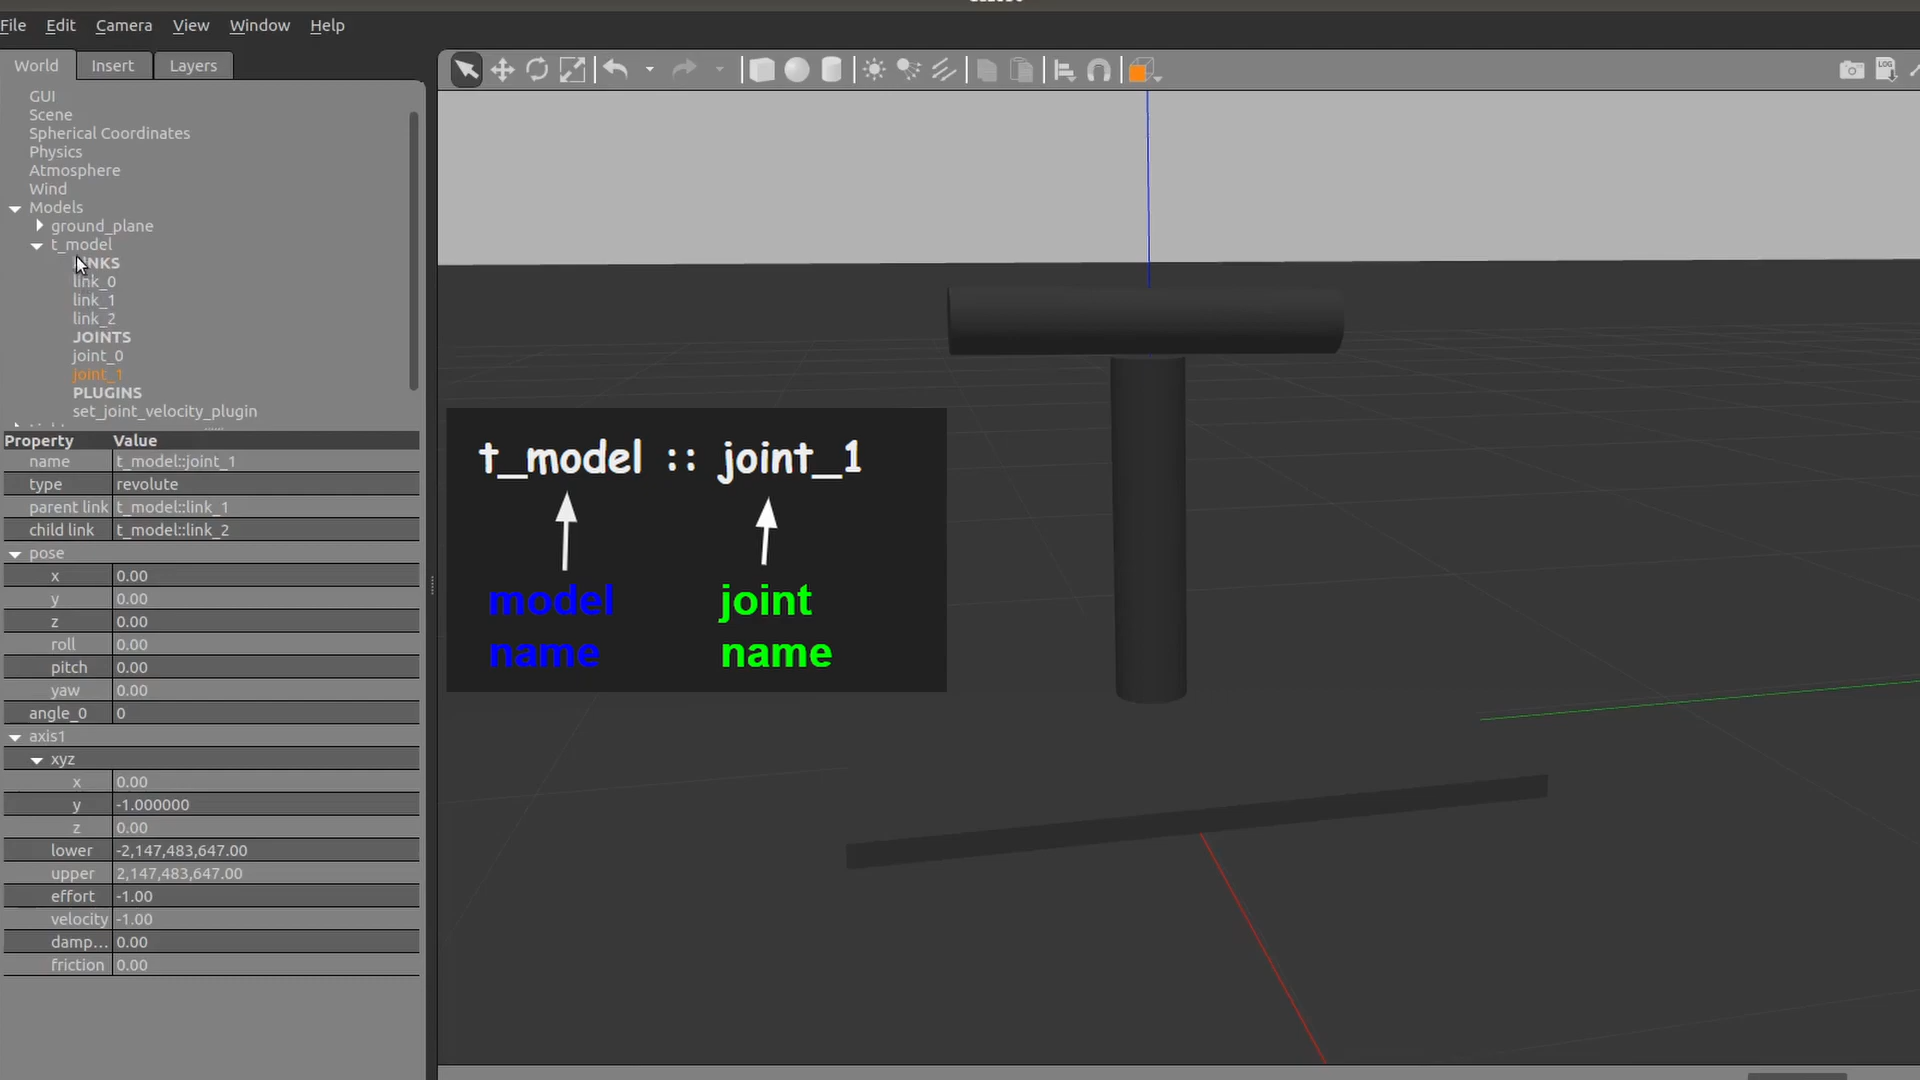 File Edit Camera View Window Help
World Insert Layers
GUI
Scene
Spherical Coordinates
Physics
Atmosphere
Wind
Models
ground_plane
t_model
LINKS
link_0
link_1
link_2
JOINTS
joint_0
joint_1
PLUGINS
set_joint_velocity_plugin
Property Value
name t_model::joint_1
type revolute
parent link t_model::link_1
child link t_model::link_2
pose
x 0.00
y 0.00
z 0.00
roll 0.00
pitch 0.00
yaw 0.00
angle_0 0
axis1
xyz
x 0.00
y -1.000000
z 0.00
lower -2,147,483,647.00
upper 2,147,483,647.00
effort -1.00
velocity -1.00
damp... 0.00
friction 0.00
t_model :: joint_1
model joint
name name
LOG